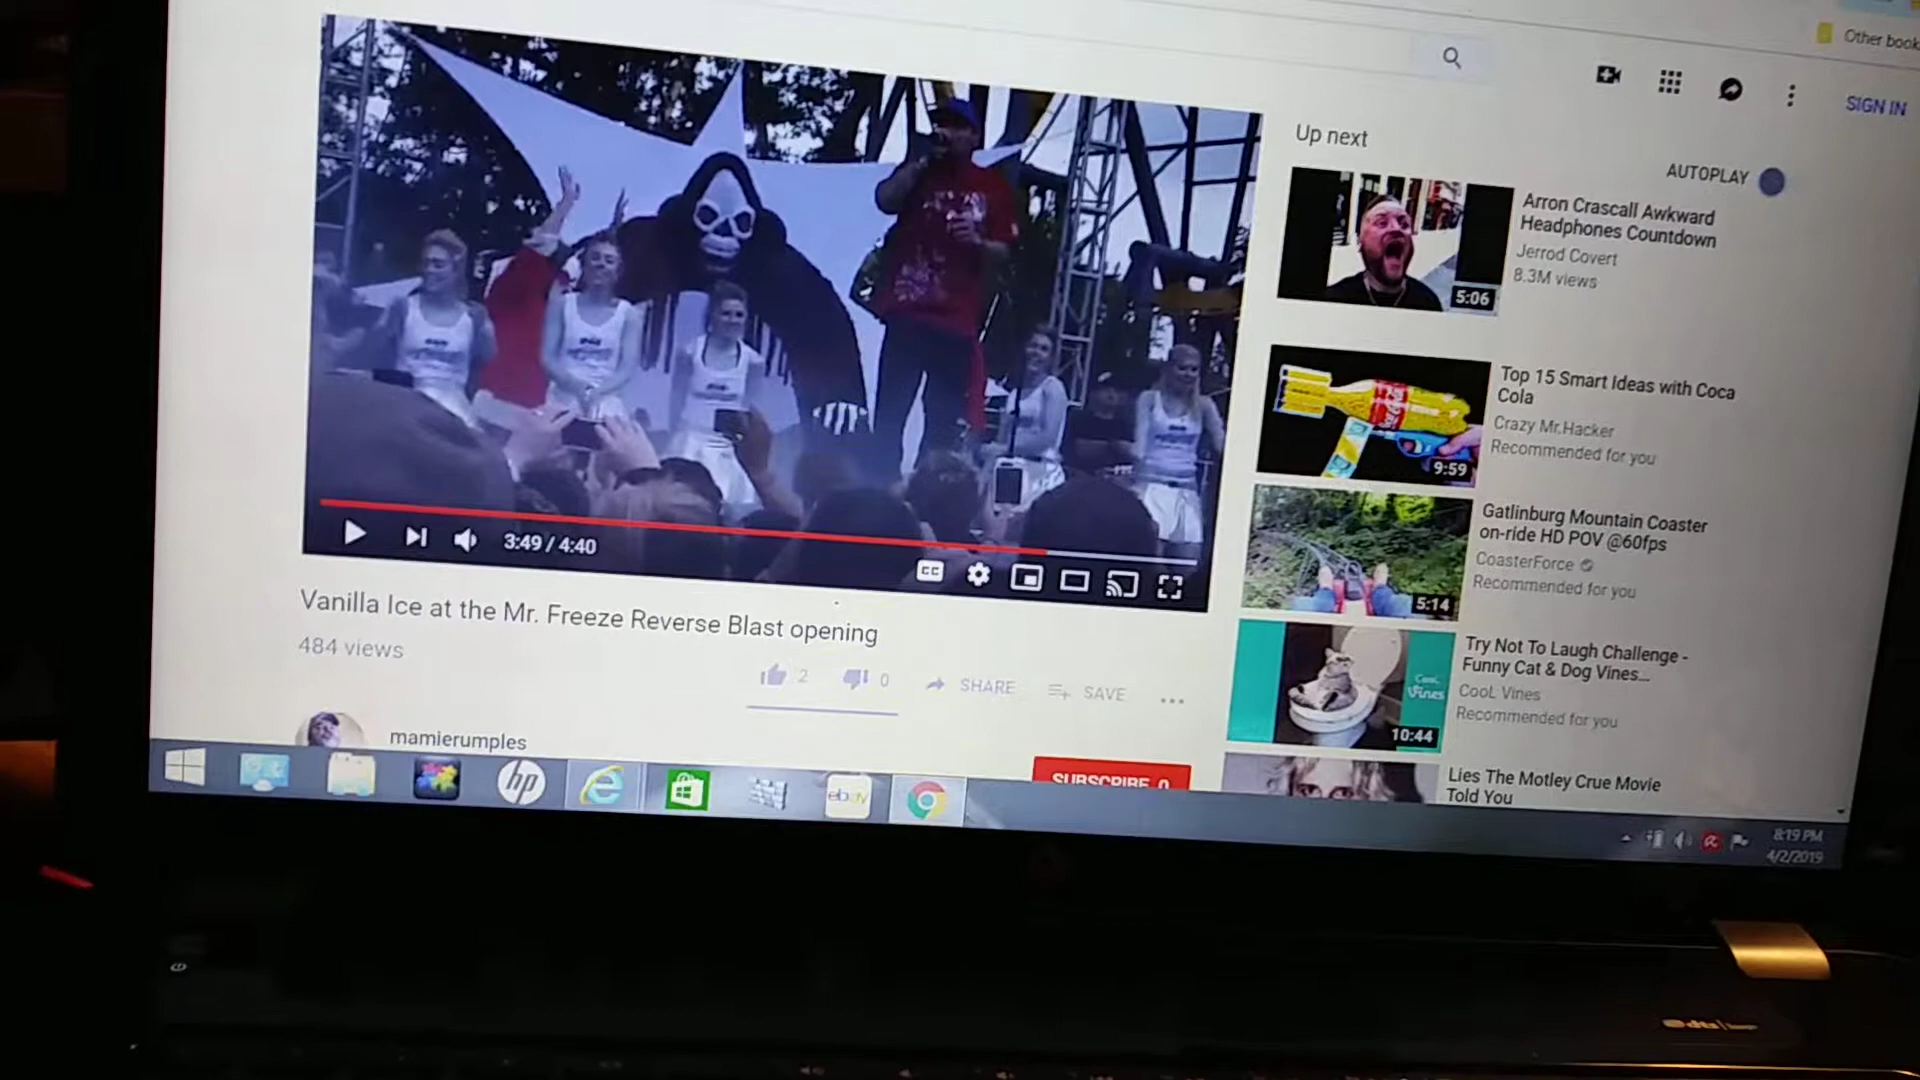 Other book
SIGN IN
Up next
AUTOPLAY
Arron Crascall Awkward
Headphones Countdown
Jerrod Covert
8.3M views
5:06
Top 15 Smart Ideas with Coca
Cola
Crazy Mr.Hacker
Recommended for you
9:59
Gatlinburg Mountain Coaster
on-ride HD POV @60fps
CoasterForce
Recommended for you
5:14
Try Not To Laugh Challenge -
Funny Cat & Dog Vines...
CooL Vines
Recommended for you
CooL
Vines
10:44
Lies The Motley Crue Movie
Told You
3:49 / 4:40
CC
Vanilla Ice at the Mr. Freeze Reverse Blast opening
484 views
2
0
SHARE
SAVE
mamierumples
SUBSCRIBE 0
hp
ebay
8:19 PM
4/2/2019